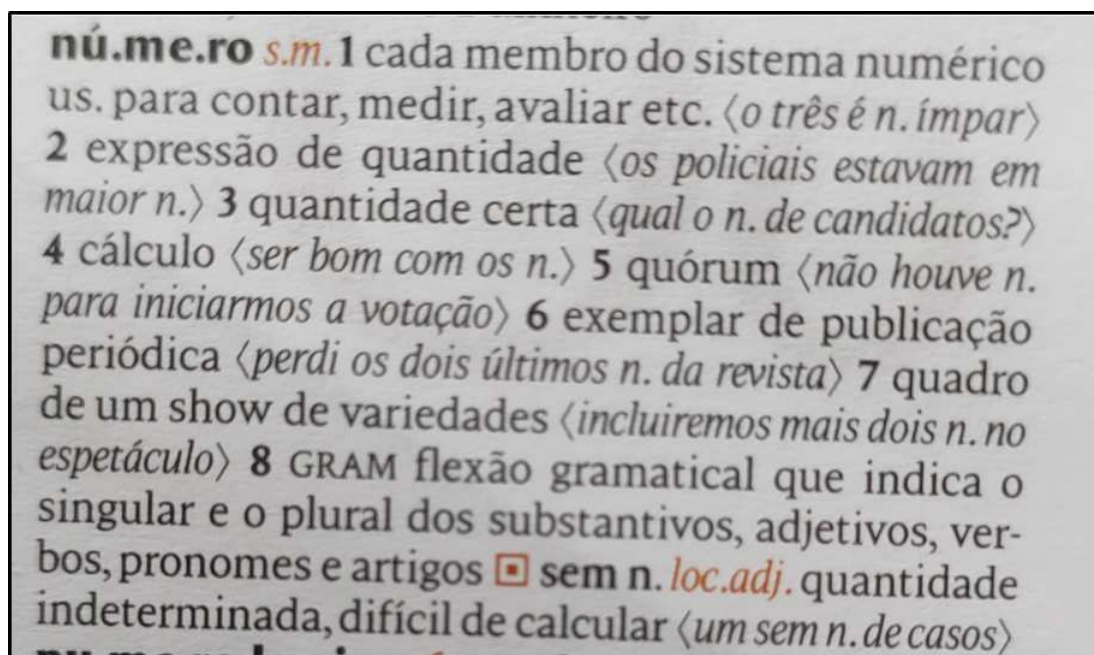 nú.me.ro s.m. 1 cada membro do sistema numérico
us. para contar, medir, avaliar etc. ⟨o três é n. ímpar⟩
2 expressão de quantidade ⟨os policiais estavam em
maior n.⟩ 3 quantidade certa ⟨qual o n. de candidatos?⟩
4 cálculo ⟨ser bom com os n.⟩ 5 quórum ⟨não houve n.
para iniciarmos a votação⟩ 6 exemplar de publicação
periódica ⟨perdi os dois últimos n. da revista⟩ 7 quadro
de um show de variedades ⟨incluiremos mais dois n. no
espetáculo⟩ 8 GRAM flexão gramatical que indica o
singular e o plural dos substantivos, adjetivos, ver-
bos, pronomes e artigos ▣ sem n. loc.adj. quantidade
indeterminada, difícil de calcular ⟨um sem n. de casos⟩